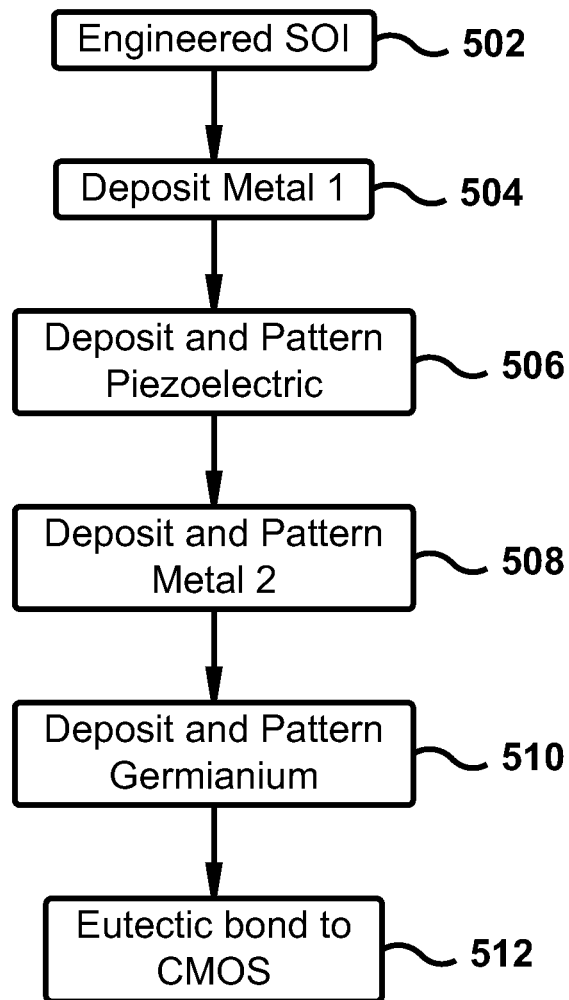 Engineered SOI
502
Deposit Metal 1
504
Deposit and Pattern
Piezoelectric
506
Deposit and Pattern
Metal 2
508
Deposit and Pattern
Germianium
510
Eutectic bond to
CMOS
512